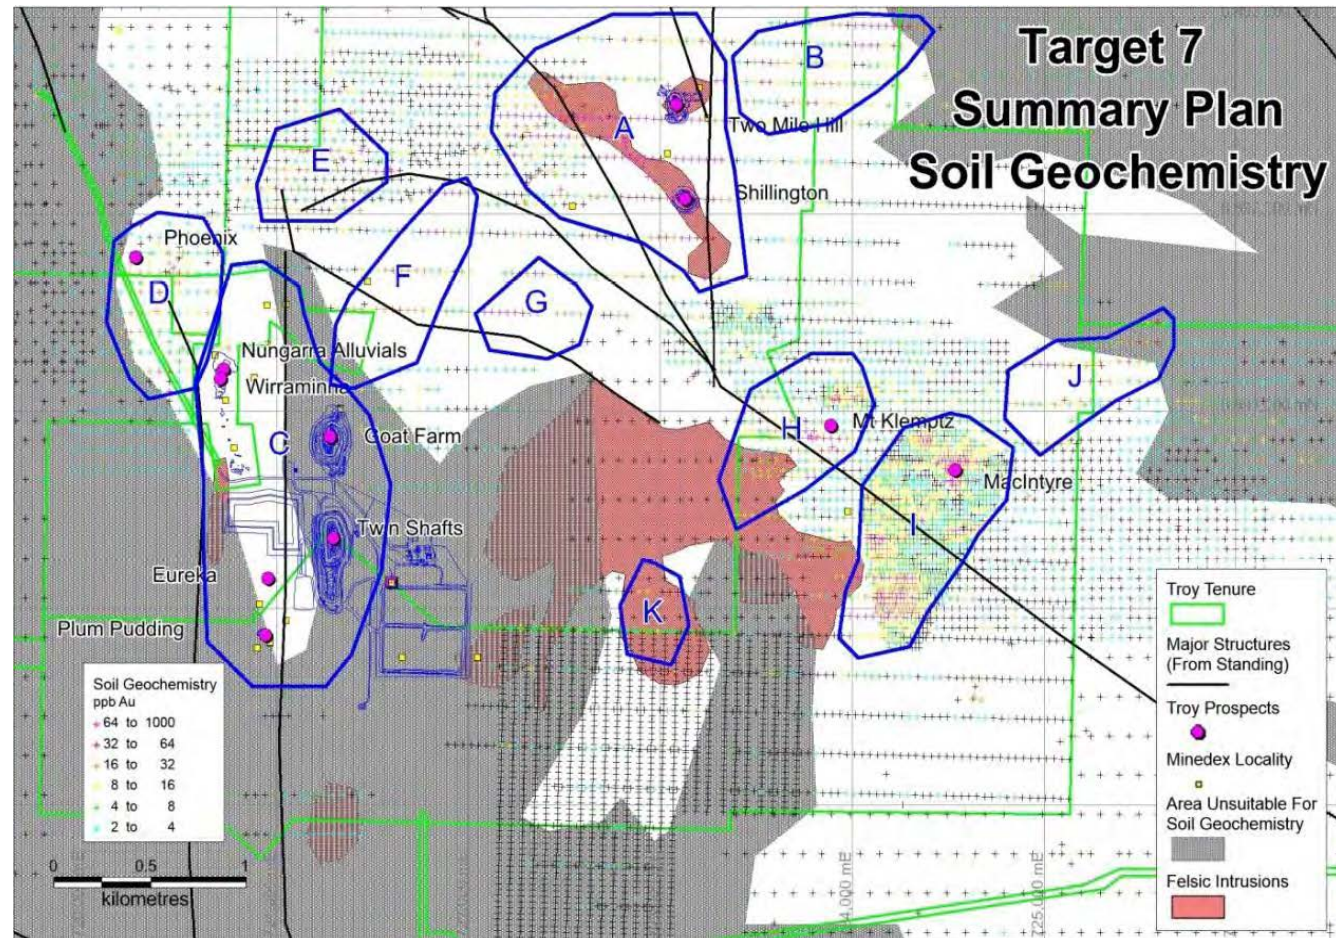 Target 7
Summary Plan
Soil Geochemistry
B
A
Two Mile Hill
E
Shillington
Phoenix
D
F
G
Nungarra Alluvials
Wirraminna
J
C
Goat Farm
H
Mt Klemptz
MacIntyre
I
Twin Shafts
Eureka
K
Plum Pudding
Soil Geochemistry
ppb Au
64 to 1000
32 to 64
16 to 32
8 to 16
4 to 8
2 to 4
0 0.5 1
kilometres
725,000 mE
Troy Tenure
Major Structures
(From Standing)
Troy Prospects
Minedex Locality
Area Unsuitable For
Soil Geochemistry
Felsic Intrusions